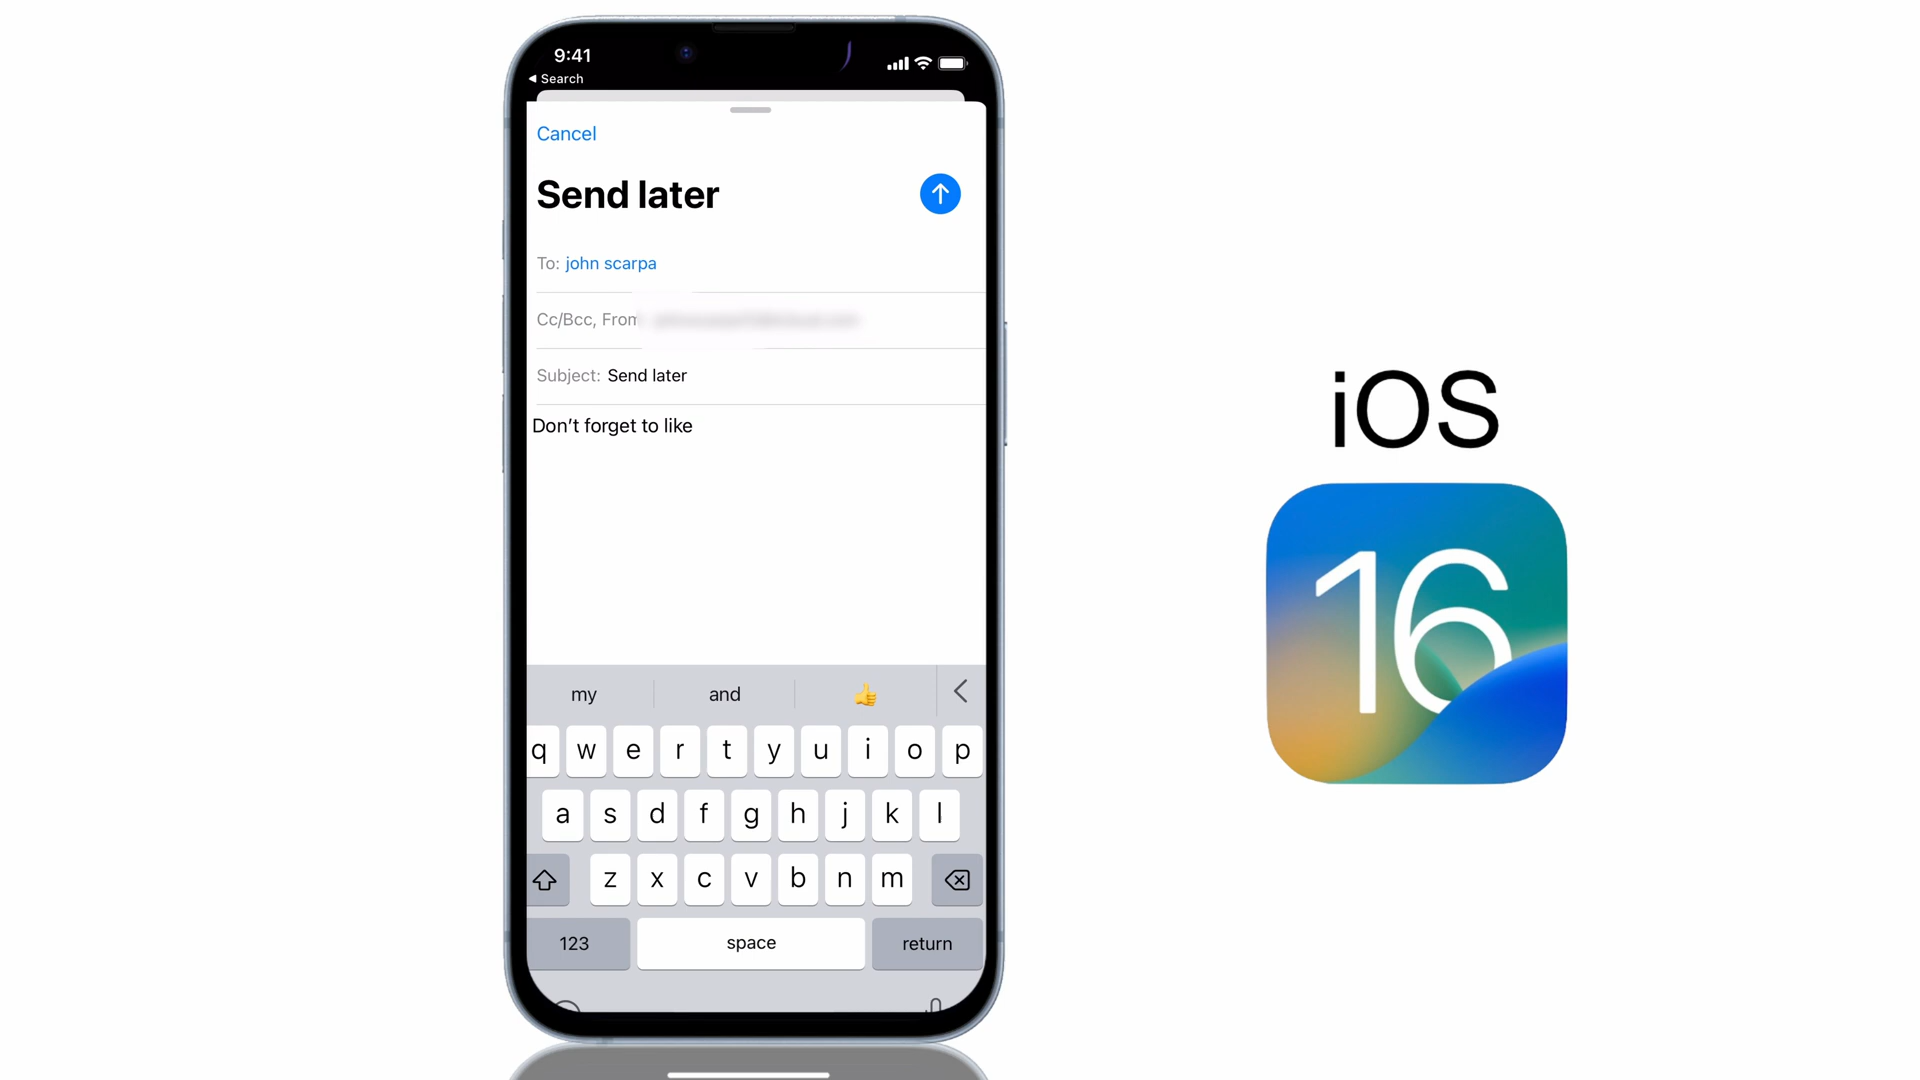 9:41
Search
Cancel
Send later
To: john scarpa
Cc/Bcc, From
Subject: Send later
Don’t forget to like
my and 👍
q w e r t y u i o p
a s d f g h j k l
z x c v b n m
123 space return
iOS
16